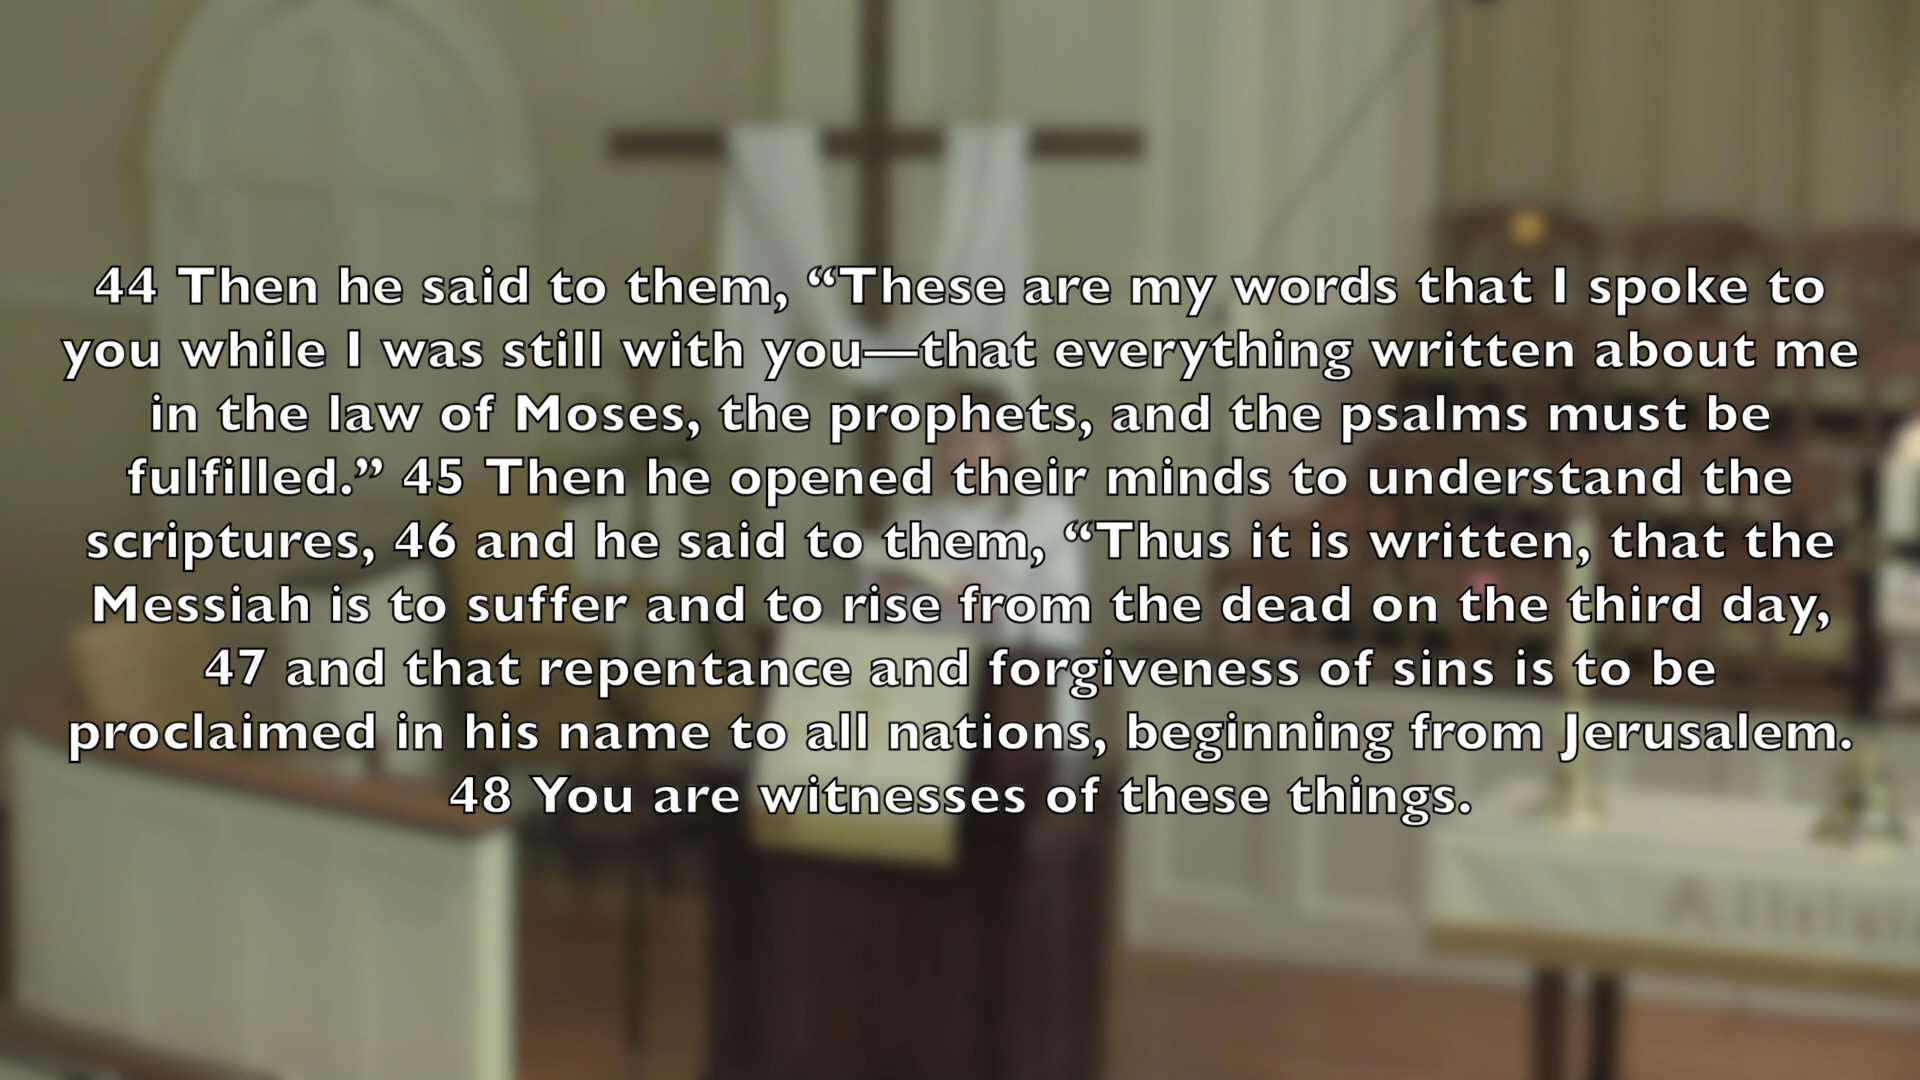 44 Then he said to them, “These are my words that I spoke to
you while I was still with you—that everything written about me
in the law of Moses, the prophets, and the psalms must be
fulfilled.” 45 Then he opened their minds to understand the
scriptures, 46 and he said to them, “Thus it is written, that the
Messiah is to suffer and to rise from the dead on the third day,
47 and that repentance and forgiveness of sins is to be
proclaimed in his name to all nations, beginning from Jerusalem.
48 You are witnesses of these things.